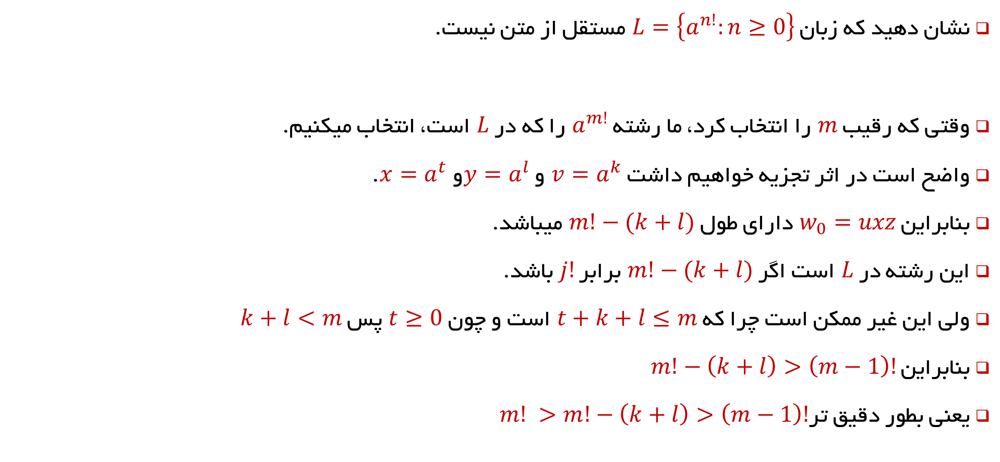 ❑ نشان دهید که زبان L = {a^{n!}: n ≥ 0} مستقل از متن نیست.
❑ وقتی که رقیب m را انتخاب کرد، ما رشته a^{m!} را که در L است، انتخاب میکنیم.
❑ واضح است در اثر تجزیه خواهیم داشت v = a^k و y = a^l و x = a^t.
❑ بنابراین w_0 = uxz دارای طول m! − (k + l) میباشد.
❑ این رشته در L است اگر m! − (k + l) برابر j! باشد.
❑ ولی این غیر ممکن است چرا که t + k + l ≤ m است و چون t ≥ 0 پس k + l < m
❑ بنابراین m! − (k + l) > (m − 1)!
❑ یعنی بطور دقیق تر m! > m! − (k + l) > (m − 1)!